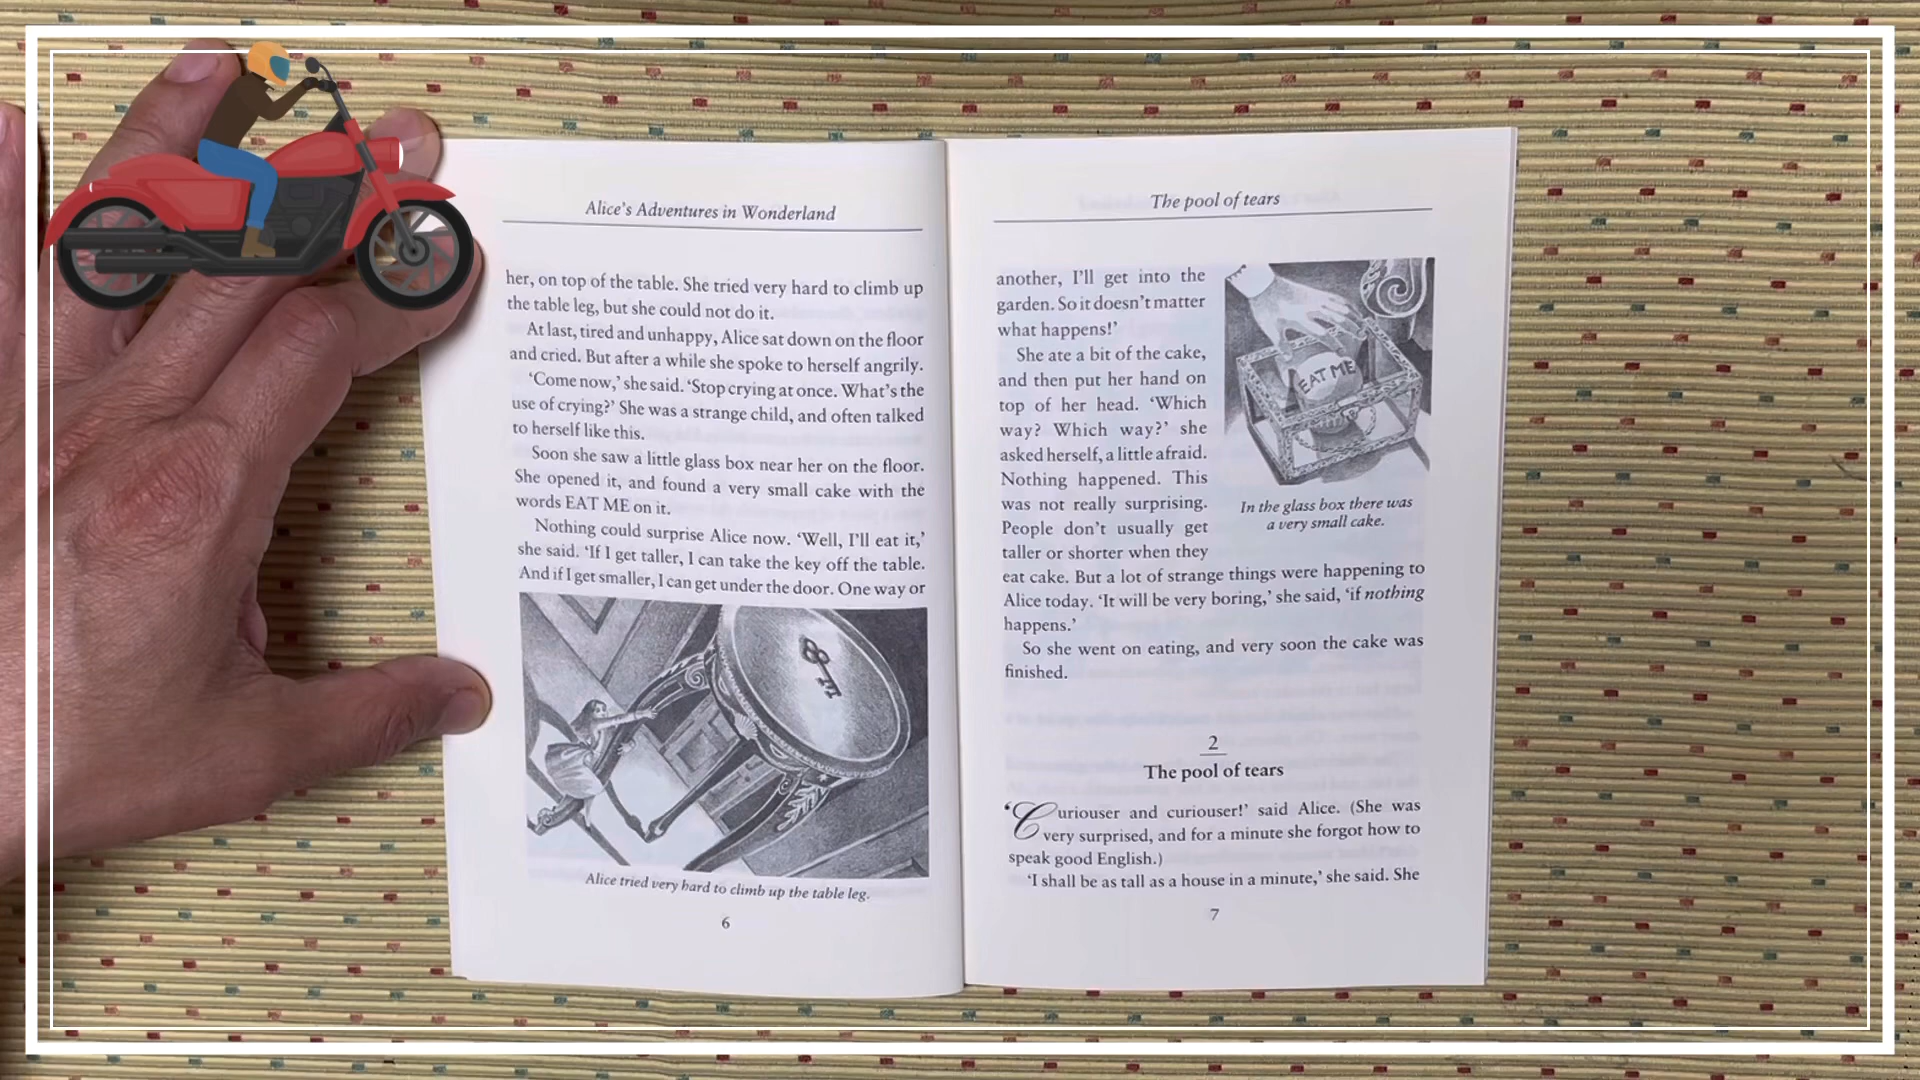 Alice's Adventures in Wonderland
her, on top of the table. She tried very hard to climb up
the table leg, but she could not do it.
At last, tired and unhappy, Alice sat down on the floor
and cried. But after a while she spoke to herself angrily.
‘Come now,’ she said. ‘Stop crying at once. What's the
use of crying?’ She was a strange child, and often talked
to herself like this.
Soon she saw a little glass box near her on the floor.
She opened it, and found a very small cake with the
words EAT ME on it.
Nothing could surprise Alice now. ‘Well, I'll eat it,’
she said. ‘If I get taller, I can take the key off the table.
And if I get smaller, I can get under the door. One way or
Alice tried very hard to climb up the table leg.
6
The pool of tears
another, I'll get into the
garden. So it doesn't matter
what happens!’
She ate a bit of the cake,
and then put her hand on
top of her head. ‘Which
way? Which way?’ she
asked herself, a little afraid.
Nothing happened. This
was not really surprising.
People don't usually get
taller or shorter when they
EAT ME
In the glass box there was
a very small cake.
eat cake. But a lot of strange things were happening to
Alice today. ‘It will be very boring,’ she said, ‘if nothing
happens.’
So she went on eating, and very soon the cake was
finished.
2
The pool of tears
‘Curiouser and curiouser!’ said Alice. (She was
very surprised, and for a minute she forgot how to
speak good English.)
‘I shall be as tall as a house in a minute,’ she said. She
7